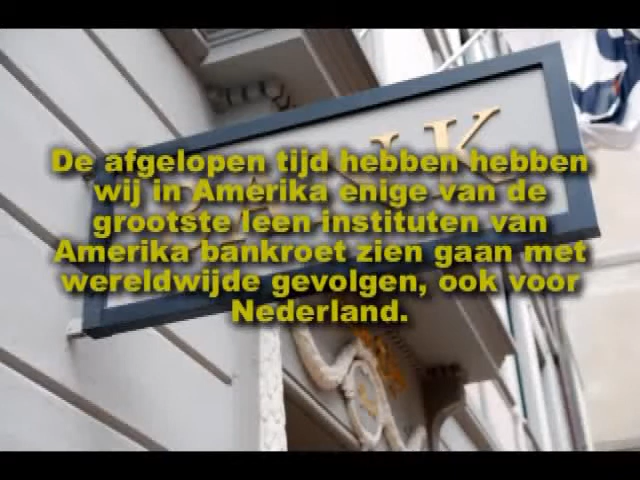 De afgelopen tijd hebben hebben
wij in Amerika enige van de
grootste leen instituten van
Amerika bankroet zien gaan met
wereldwijde gevolgen, ook voor
Nederland.
BANK